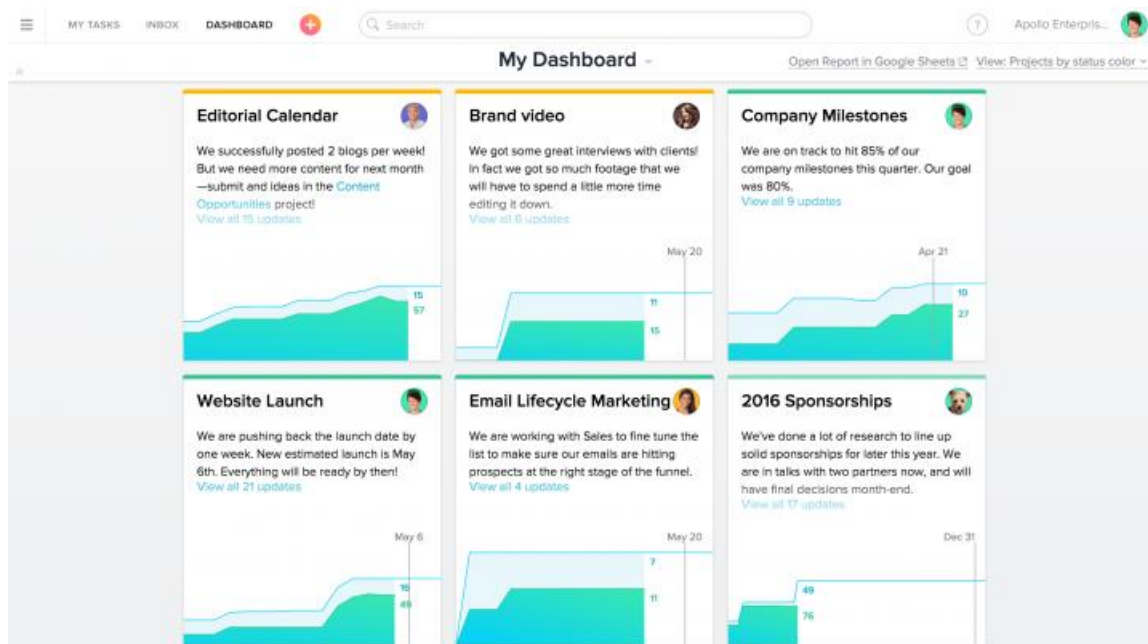 MY TASKS INBOX DASHBOARD + Search ? Apollo Enterpris...
My Dashboard
Open Report in Google Sheets View: Projects by status color
Editorial Calendar
We successfully posted 2 blogs per week!
But we need more content for next month
—submit and ideas in the Content
Opportunities project!
View all 15 updates
15
57
Brand video
We got some great interviews with clients!
In fact we got so much footage that we
will have to spend a little more time
editing it down.
View all 6 updates
May 20
11
15
Company Milestones
We are on track to hit 85% of our
company milestones this quarter. Our goal
was 80%.
View all 9 updates
Apr 21
10
27
Website Launch
We are pushing back the launch date by
one week. New estimated launch is May
6th. Everything will be ready by then!
View all 21 updates
May 6
16
49
Email Lifecycle Marketing
We are working with Sales to fine tune the
list to make sure our emails are hitting
prospects at the right stage of the funnel.
View all 4 updates
May 20
7
11
2016 Sponsorships
We've done a lot of research to line up
solid sponsorships for later this year. We
are in talks with two partners now, and will
have final decisions month-end.
View all 17 updates
Dec 31
49
76